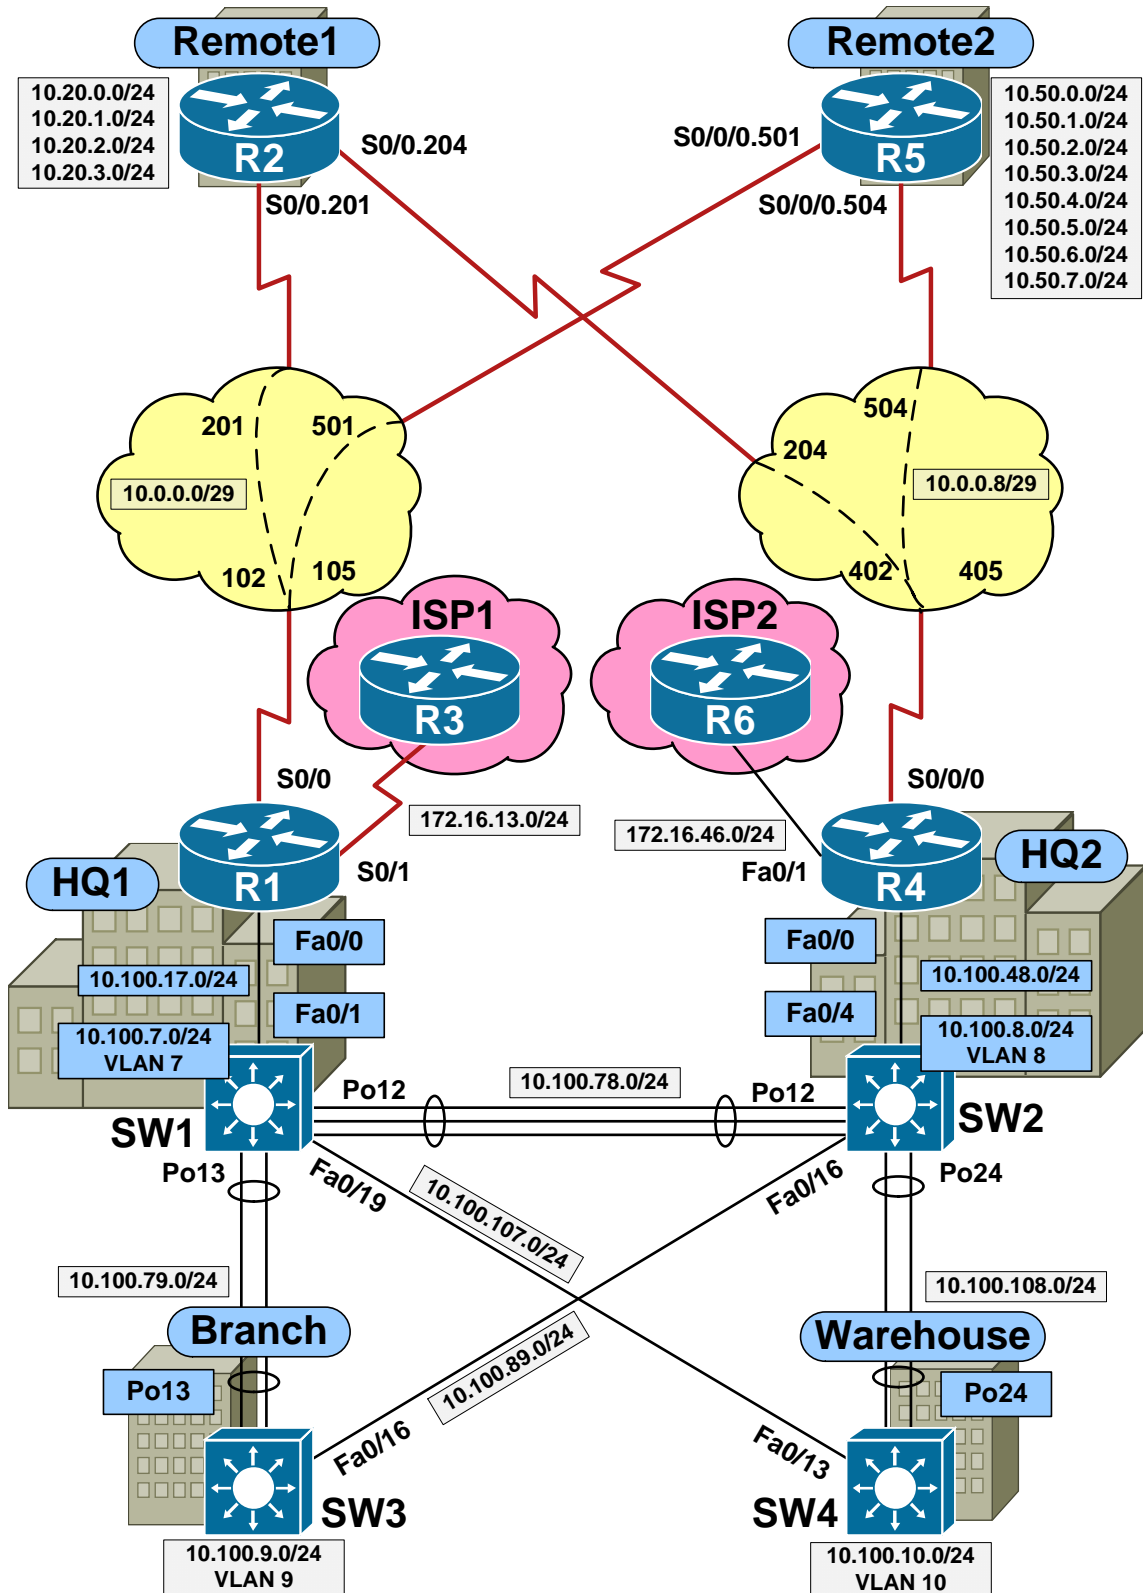 Remote1
Remote2
10.20.0.0/24
10.20.1.0/24
10.20.2.0/24
10.20.3.0/24
R2
S0/0.204
S0/0.201
S0/0/0.501
R5
S0/0/0.504
10.50.0.0/24
10.50.1.0/24
10.50.2.0/24
10.50.3.0/24
10.50.4.0/24
10.50.5.0/24
10.50.6.0/24
10.50.7.0/24
201
501
10.0.0.0/29
102
105
504
204
10.0.0.8/29
402
405
ISP1
R3
ISP2
R6
S0/0
172.16.13.0/24
S0/1
R1
HQ1
S0/0/0
172.16.46.0/24
Fa0/1
R4
HQ2
Fa0/0
10.100.17.0/24
Fa0/1
10.100.7.0/24
VLAN 7
Fa0/0
10.100.48.0/24
Fa0/4
10.100.8.0/24
VLAN 8
Po12
10.100.78.0/24
Po12
SW1
SW2
Po13
Fa0/19
10.100.107.0/24
Fa0/16
Po24
10.100.79.0/24
10.100.108.0/24
Branch
10.100.89.0/24
Warehouse
Po13
Po24
Fa0/16
Fa0/13
SW3
SW4
10.100.9.0/24
VLAN 9
10.100.10.0/24
VLAN 10